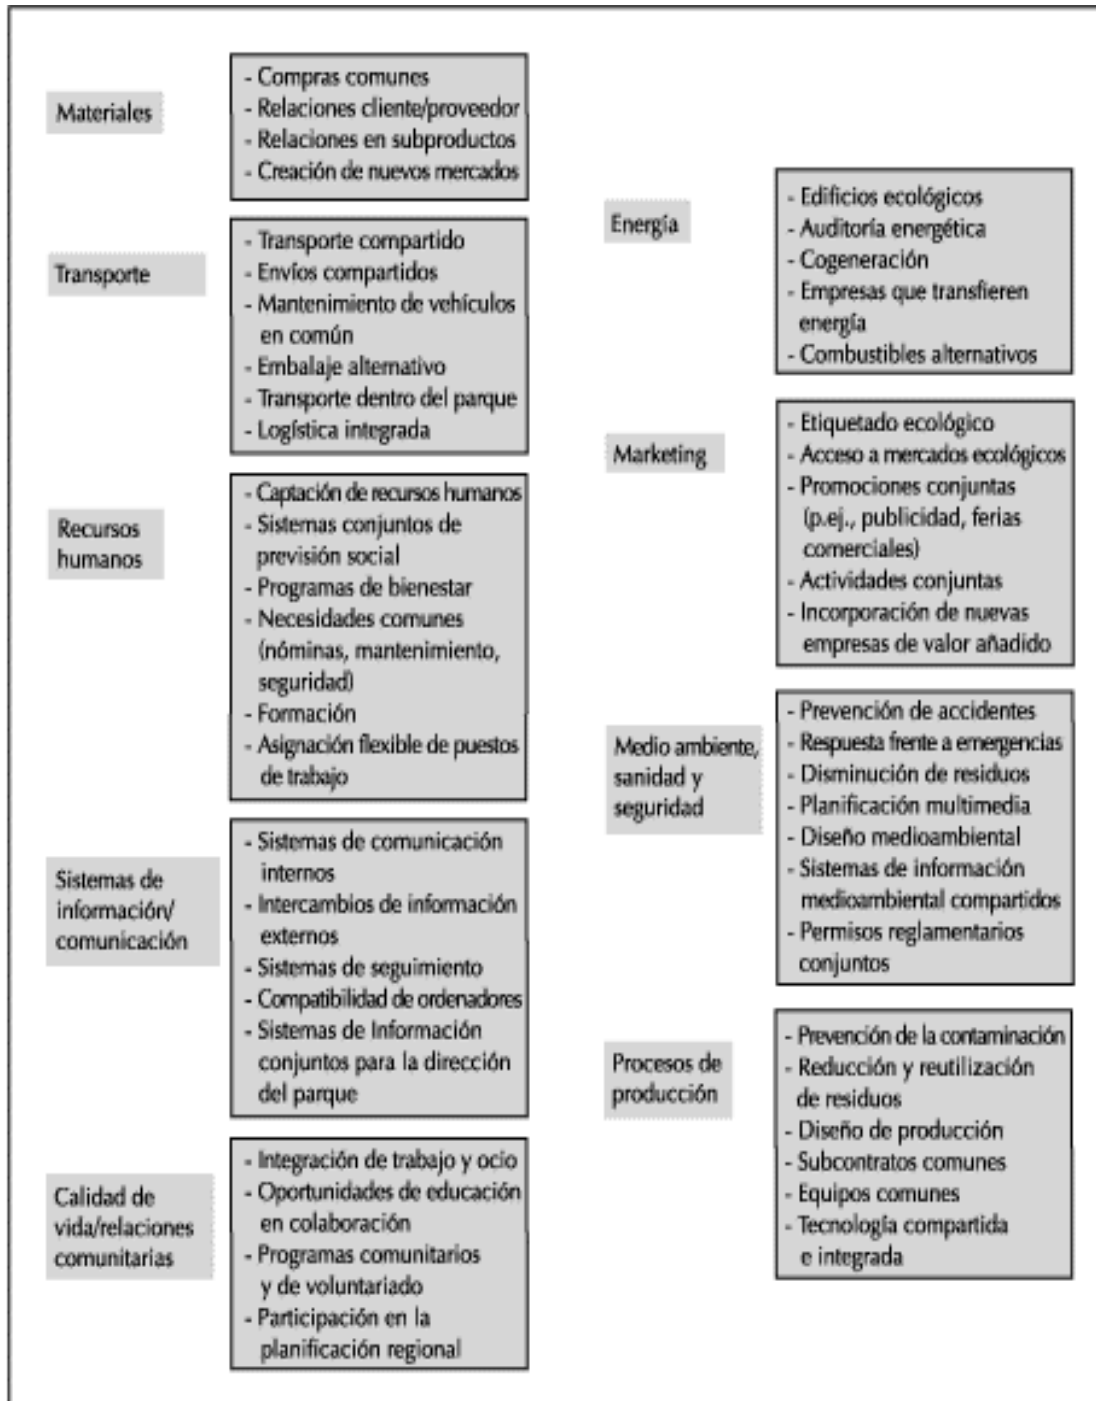 Materiales
- Compras comunes
- Relaciones cliente/proveedor
- Relaciones en subproductos
- Creación de nuevos mercados
Transporte
- Transporte compartido
- Envíos compartidos
- Mantenimiento de vehículos
en común
- Embalaje alternativo
- Transporte dentro del parque
- Logística integrada
Recursos
humanos
- Captación de recursos humanos
- Sistemas conjuntos de
previsión social
- Programas de bienestar
- Necesidades comunes
(nóminas, mantenimiento,
seguridad)
- Formación
- Asignación flexible de puestos
de trabajo
Sistemas de
información/
comunicación
- Sistemas de comunicación
internos
- Intercambios de información
externos
- Sistemas de seguimiento
- Compatibilidad de ordenadores
- Sistemas de Información
conjuntos para la dirección
del parque
Calidad de
vida/relaciones
comunitarias
- Integración de trabajo y ocio
- Oportunidades de educación
en colaboración
- Programas comunitarios
y de voluntariado
- Participación en la
planificación regional
Energía
- Edificios ecológicos
- Auditoría energética
- Cogeneración
- Empresas que transfieren
energía
- Combustibles alternativos
Marketing
- Etiquetado ecológico
- Acceso a mercados ecológicos
- Promociones conjuntas
(p.ej., publicidad, ferias
comerciales)
- Actividades conjuntas
- Incorporación de nuevas
empresas de valor añadido
Medio ambiente,
sanidad y
seguridad
- Prevención de accidentes
- Respuesta frente a emergencias
- Disminución de residuos
- Planificación multimedia
- Diseño medioambiental
- Sistemas de información
medioambiental compartidos
- Permisos reglamentarios
conjuntos
Procesos de
producción
- Prevención de la contaminación
- Reducción y reutilización
de residuos
- Diseño de producción
- Subcontratos comunes
- Equipos comunes
- Tecnología compartida
e integrada